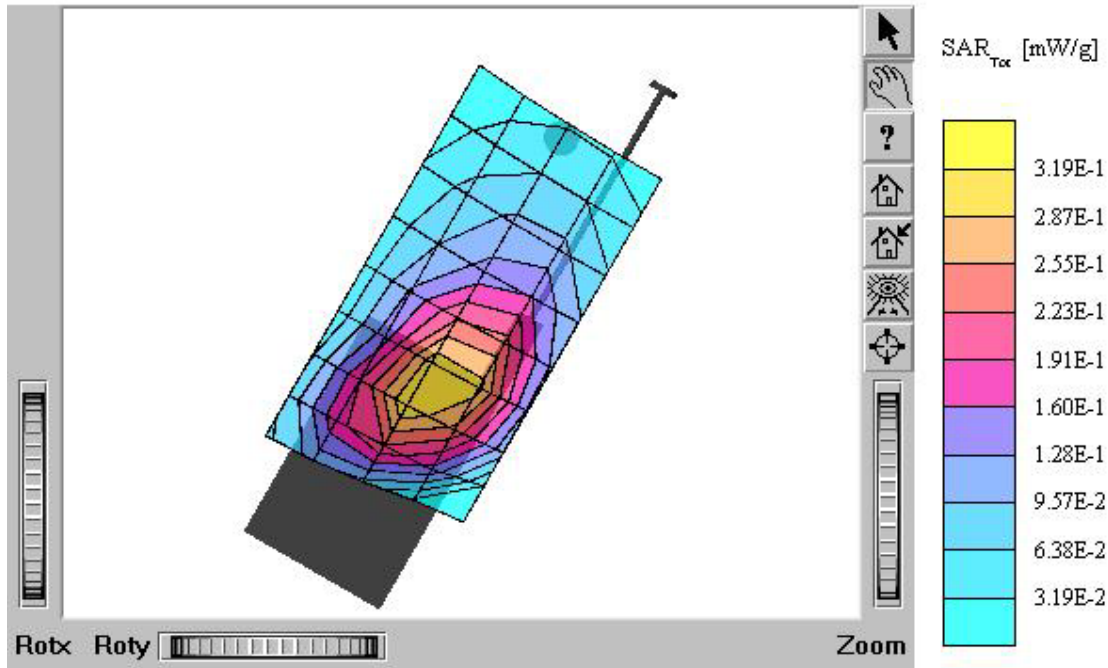 SARTot [mW/g]
?
3.19E-1
2.87E-1
2.55E-1
2.23E-1
1.91E-1
1.60E-1
1.28E-1
9.57E-2
6.38E-2
3.19E-2
Rotx Roty Zoom